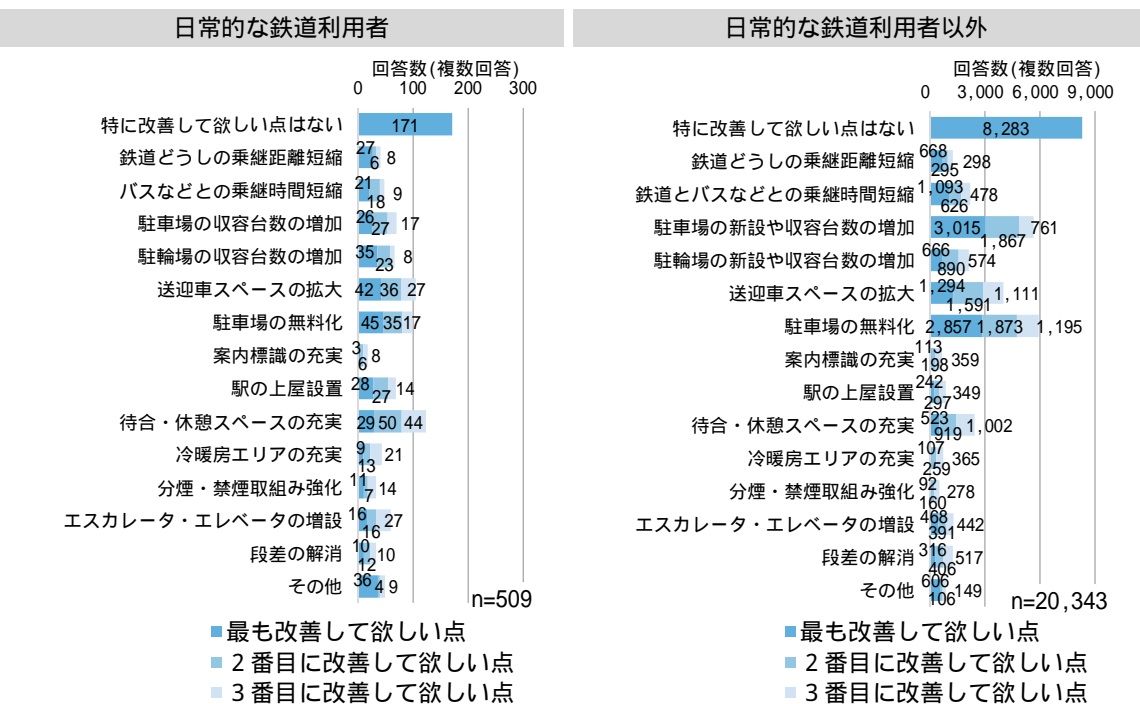 日常的な鉄道利用者
回答数(複数回答)
0 100 200 300
特に改善して欲しい点はない 171
鉄道どうしの乗継距離短縮 27 6 8
バスなどとの乗継時間短縮 21 18 9
駐車場の収容台数の増加 26 27 17
駐輪場の収容台数の増加 35 23 8
送迎車スペースの拡大 42 36 27
駐車場の無料化 45 35 17
案内標識の充実 3 6 8
駅の上屋設置 28 27 14
待合・休憩スペースの充実 29 50 44
冷暖房エリアの充実 9 13 21
分煙・禁煙取組み強化 11 7 14
エスカレータ・エレベータの増設 16 16 27
段差の解消 10 12 10
その他 36 4 9
n=509
最も改善して欲しい点
2番目に改善して欲しい点
3番目に改善して欲しい点
日常的な鉄道利用者以外
回答数(複数回答)
0 3,000 6,000 9,000
特に改善して欲しい点はない 8,283
鉄道どうしの乗継距離短縮 668 295 298
鉄道とバスなどとの乗継時間短縮 1,093 626 478
駐車場の新設や収容台数の増加 3,015 1,867 761
駐輪場の新設や収容台数の増加 666 890 574
送迎車スペースの拡大 1,294 1,591 1,111
駐車場の無料化 2,857 1,873 1,195
案内標識の充実 113 198 359
駅の上屋設置 242 297 349
待合・休憩スペースの充実 523 919 1,002
冷暖房エリアの充実 107 259 365
分煙・禁煙取組み強化 92 160 278
エスカレータ・エレベータの増設 468 391 442
段差の解消 316 406 517
その他 606 106 149
n=20,343
最も改善して欲しい点
2番目に改善して欲しい点
3番目に改善して欲しい点